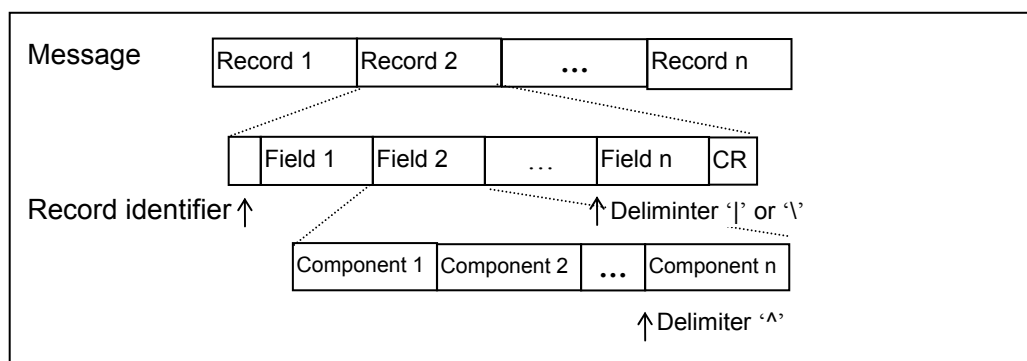 Message
Record 1 Record 2 ... Record n
Field 1 Field 2 ... Field n CR
Record identifier
Deliminter ‘|’ or ‘\’
Component 1 Component 2 ... Component n
Delimiter ‘^’